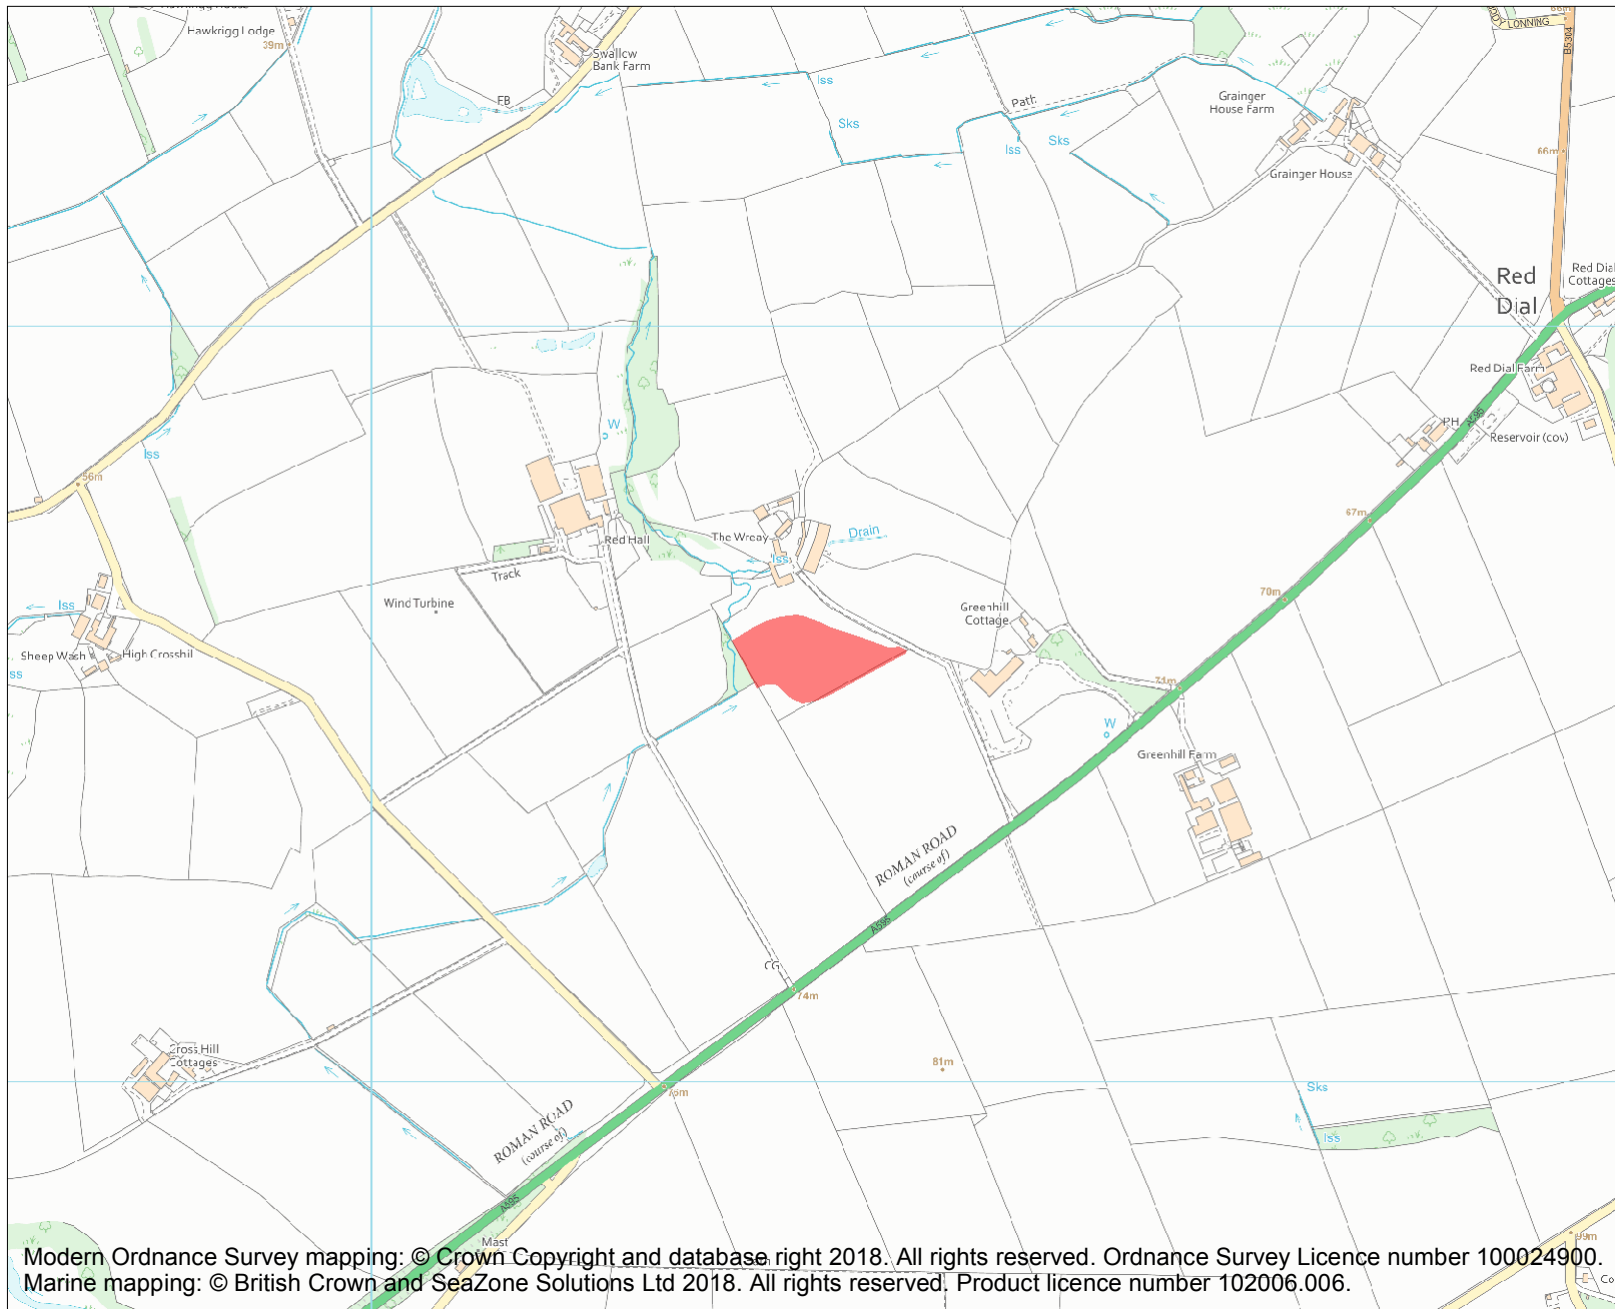 Hawkrigg Lodge
39m
Swallow
Bank Farm
FB
Iss
Sks
Path
Iss
Sks
Grainger
House Farm
Grainger House
LONNING
B5304
66m
Red
Dial
Red Dial
Cottages
Red Dial Farm
PH
A595
Reservoir (cov)
67m
70m
71m
56m
Iss
W
Red Hall
Track
The Wreay
Iss
Drain
Wind Turbine
Greenhill
Cottage
Iss
Sheep Wash
High Crosshill
W
Greenhill Farm
ROMAN ROAD
(course of)
A595
CG
74m
81m
Cross Hill
Cottages
76m
ROMAN ROAD
(course of)
A595
Mast
Sks
Iss
99m
Modern Ordnance Survey mapping: © Crown Copyright and database right 2018. All rights reserved. Ordnance Survey Licence number 100024900.
Marine mapping: © British Crown and SeaZone Solutions Ltd 2018. All rights reserved. Product licence number 102006.006.